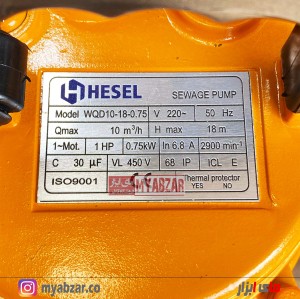 HESEL SEWAGE PUMP
Model WQD10-18-0.75 V 220~ 50 Hz
Qmax 10 m³/h H max 18 m
1~Mot. 1 HP 0.75kW In 6.8 A 2900 min⁻¹
C 30 µF VL 450 V 68 IP ICL E
ISO9001 MYABZAR Thermal protector
YES NO
myabzar.com
ابزار